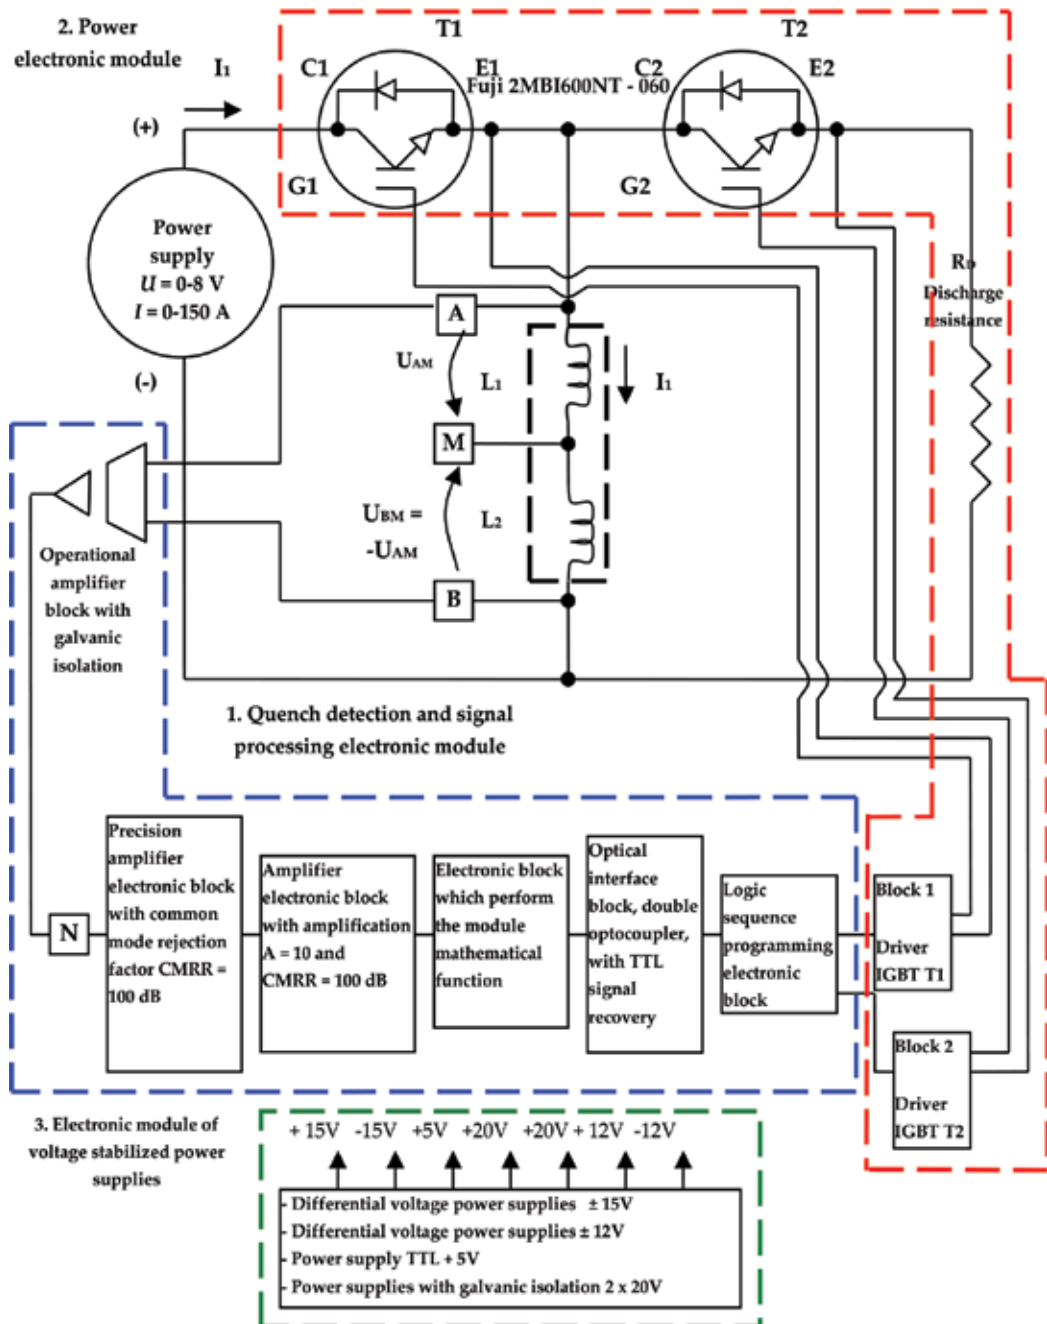 2. Power
electronic module
T1
T2
I1
C1
E1
C2
E2
Fuji 2MBI600NT - 060
(+)
G1
G2
Power
supply
U = 0-8 V
I = 0-150 A
(-)
RD
Discharge
resistance
A
UAM
L1
I1
M
UBM =
-UAM
L2
B
Operational
amplifier
block with
galvanic
isolation
1. Quench detection and signal
processing electronic module
N
Precision
amplifier
electronic block
with common
mode rejection
factor CMRR =
100 dB
Amplifier
electronic block
with amplification
A = 10 and
CMRR = 100 dB
Electronic block
which perform
the module
mathematical
function
Optical
interface
block, double
optocoupler,
with TTL
signal
recovery
Logic
sequence
programming
electronic
block
Block 1
Driver
IGBT T1
Block 2
Driver
IGBT T2
3. Electronic module of
voltage stabilized power
supplies
+ 15V -15V +5V +20V +20V + 12V -12V
- Differential voltage power supplies ± 15V
- Differential voltage power supplies ± 12V
- Power supply TTL + 5V
- Power supplies with galvanic isolation 2 x 20V